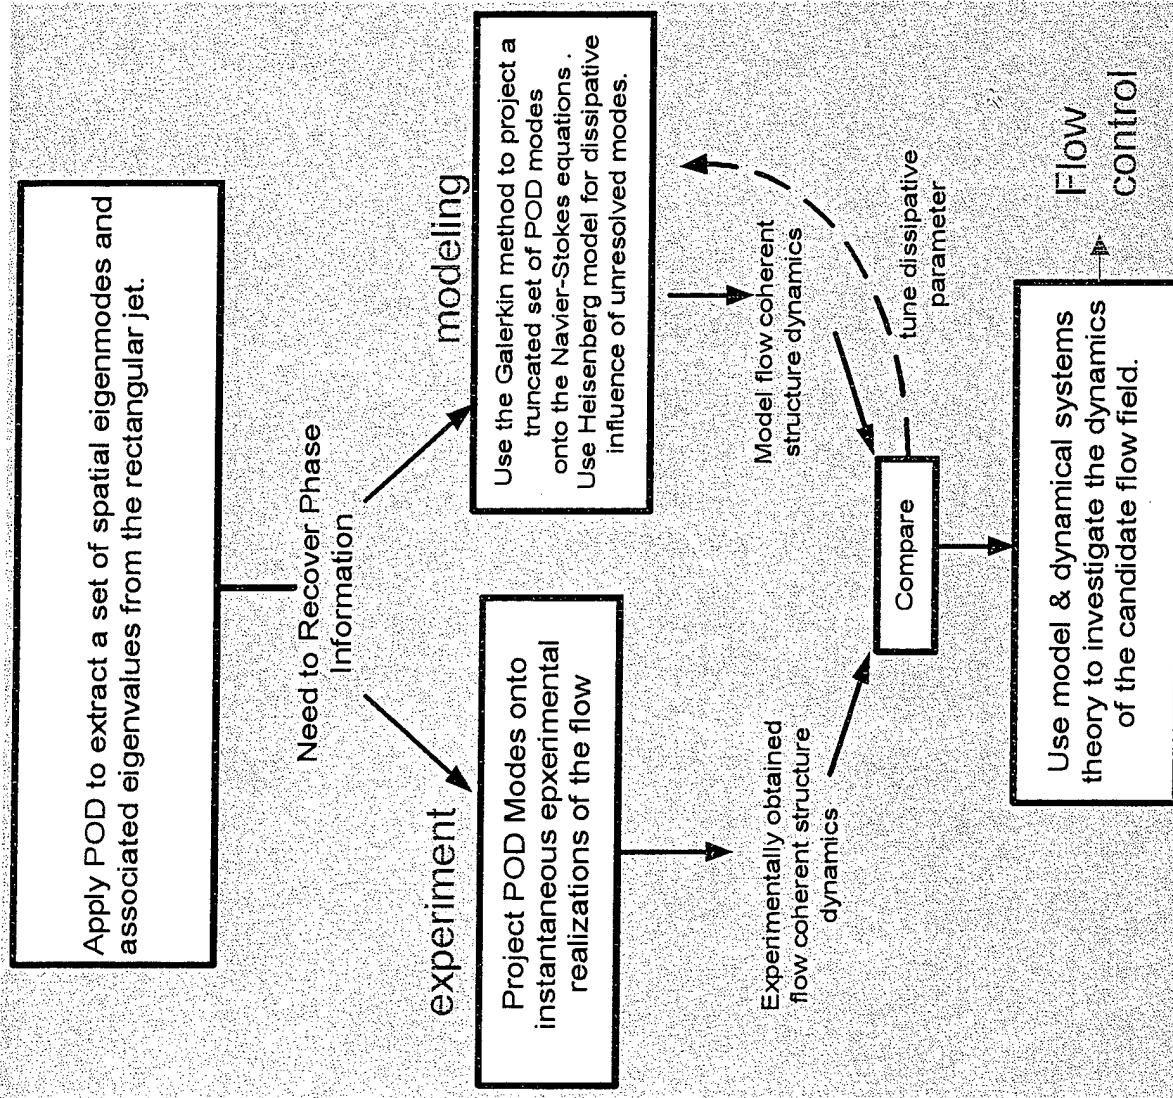 Apply POD to extract a set of spatial eigenmodes and
associated eigenvalues from the rectangular jet.
Need to Recover Phase
Information
experiment
Project POD Modes onto
instantaneous epxerimental
realizations of the flow
Experimentally obtained
flow coherent structure
dynamics
modeling
Use the Galerkin method to project a
truncated set of POD modes
onto the Navier-Stokes equations .
Use Heisenberg model for dissipative
influence of unresolved modes.
Model flow coherent
structure dynamics
tune dissipative
parameter
Compare
Use model & dynamical systems
theory to investigate the dynamics
of the candidate flow field.
Flow
control